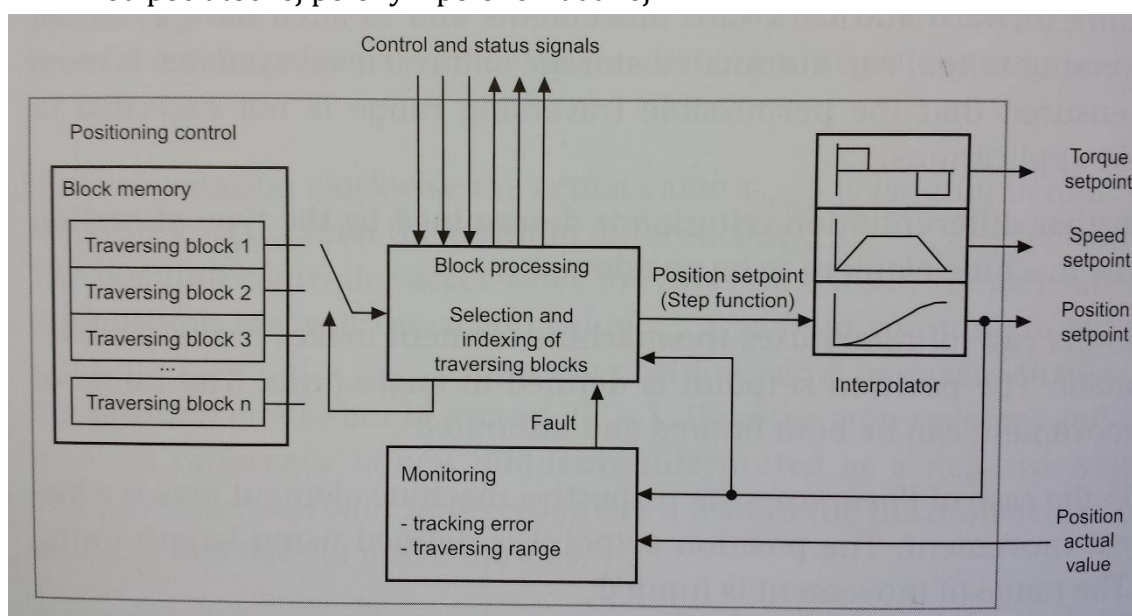 Control and status signals
Positioning control
Block memory
Traversing block 1
Traversing block 2
Traversing block 3
...
Traversing block n
Block processing
Selection and
indexing of
traversing blocks
Position setpoint
(Step function)
Torque
setpoint
Speed
setpoint
Position
setpoint
Interpolator
Fault
Monitoring
- tracking error
- traversing range
Position
actual
value